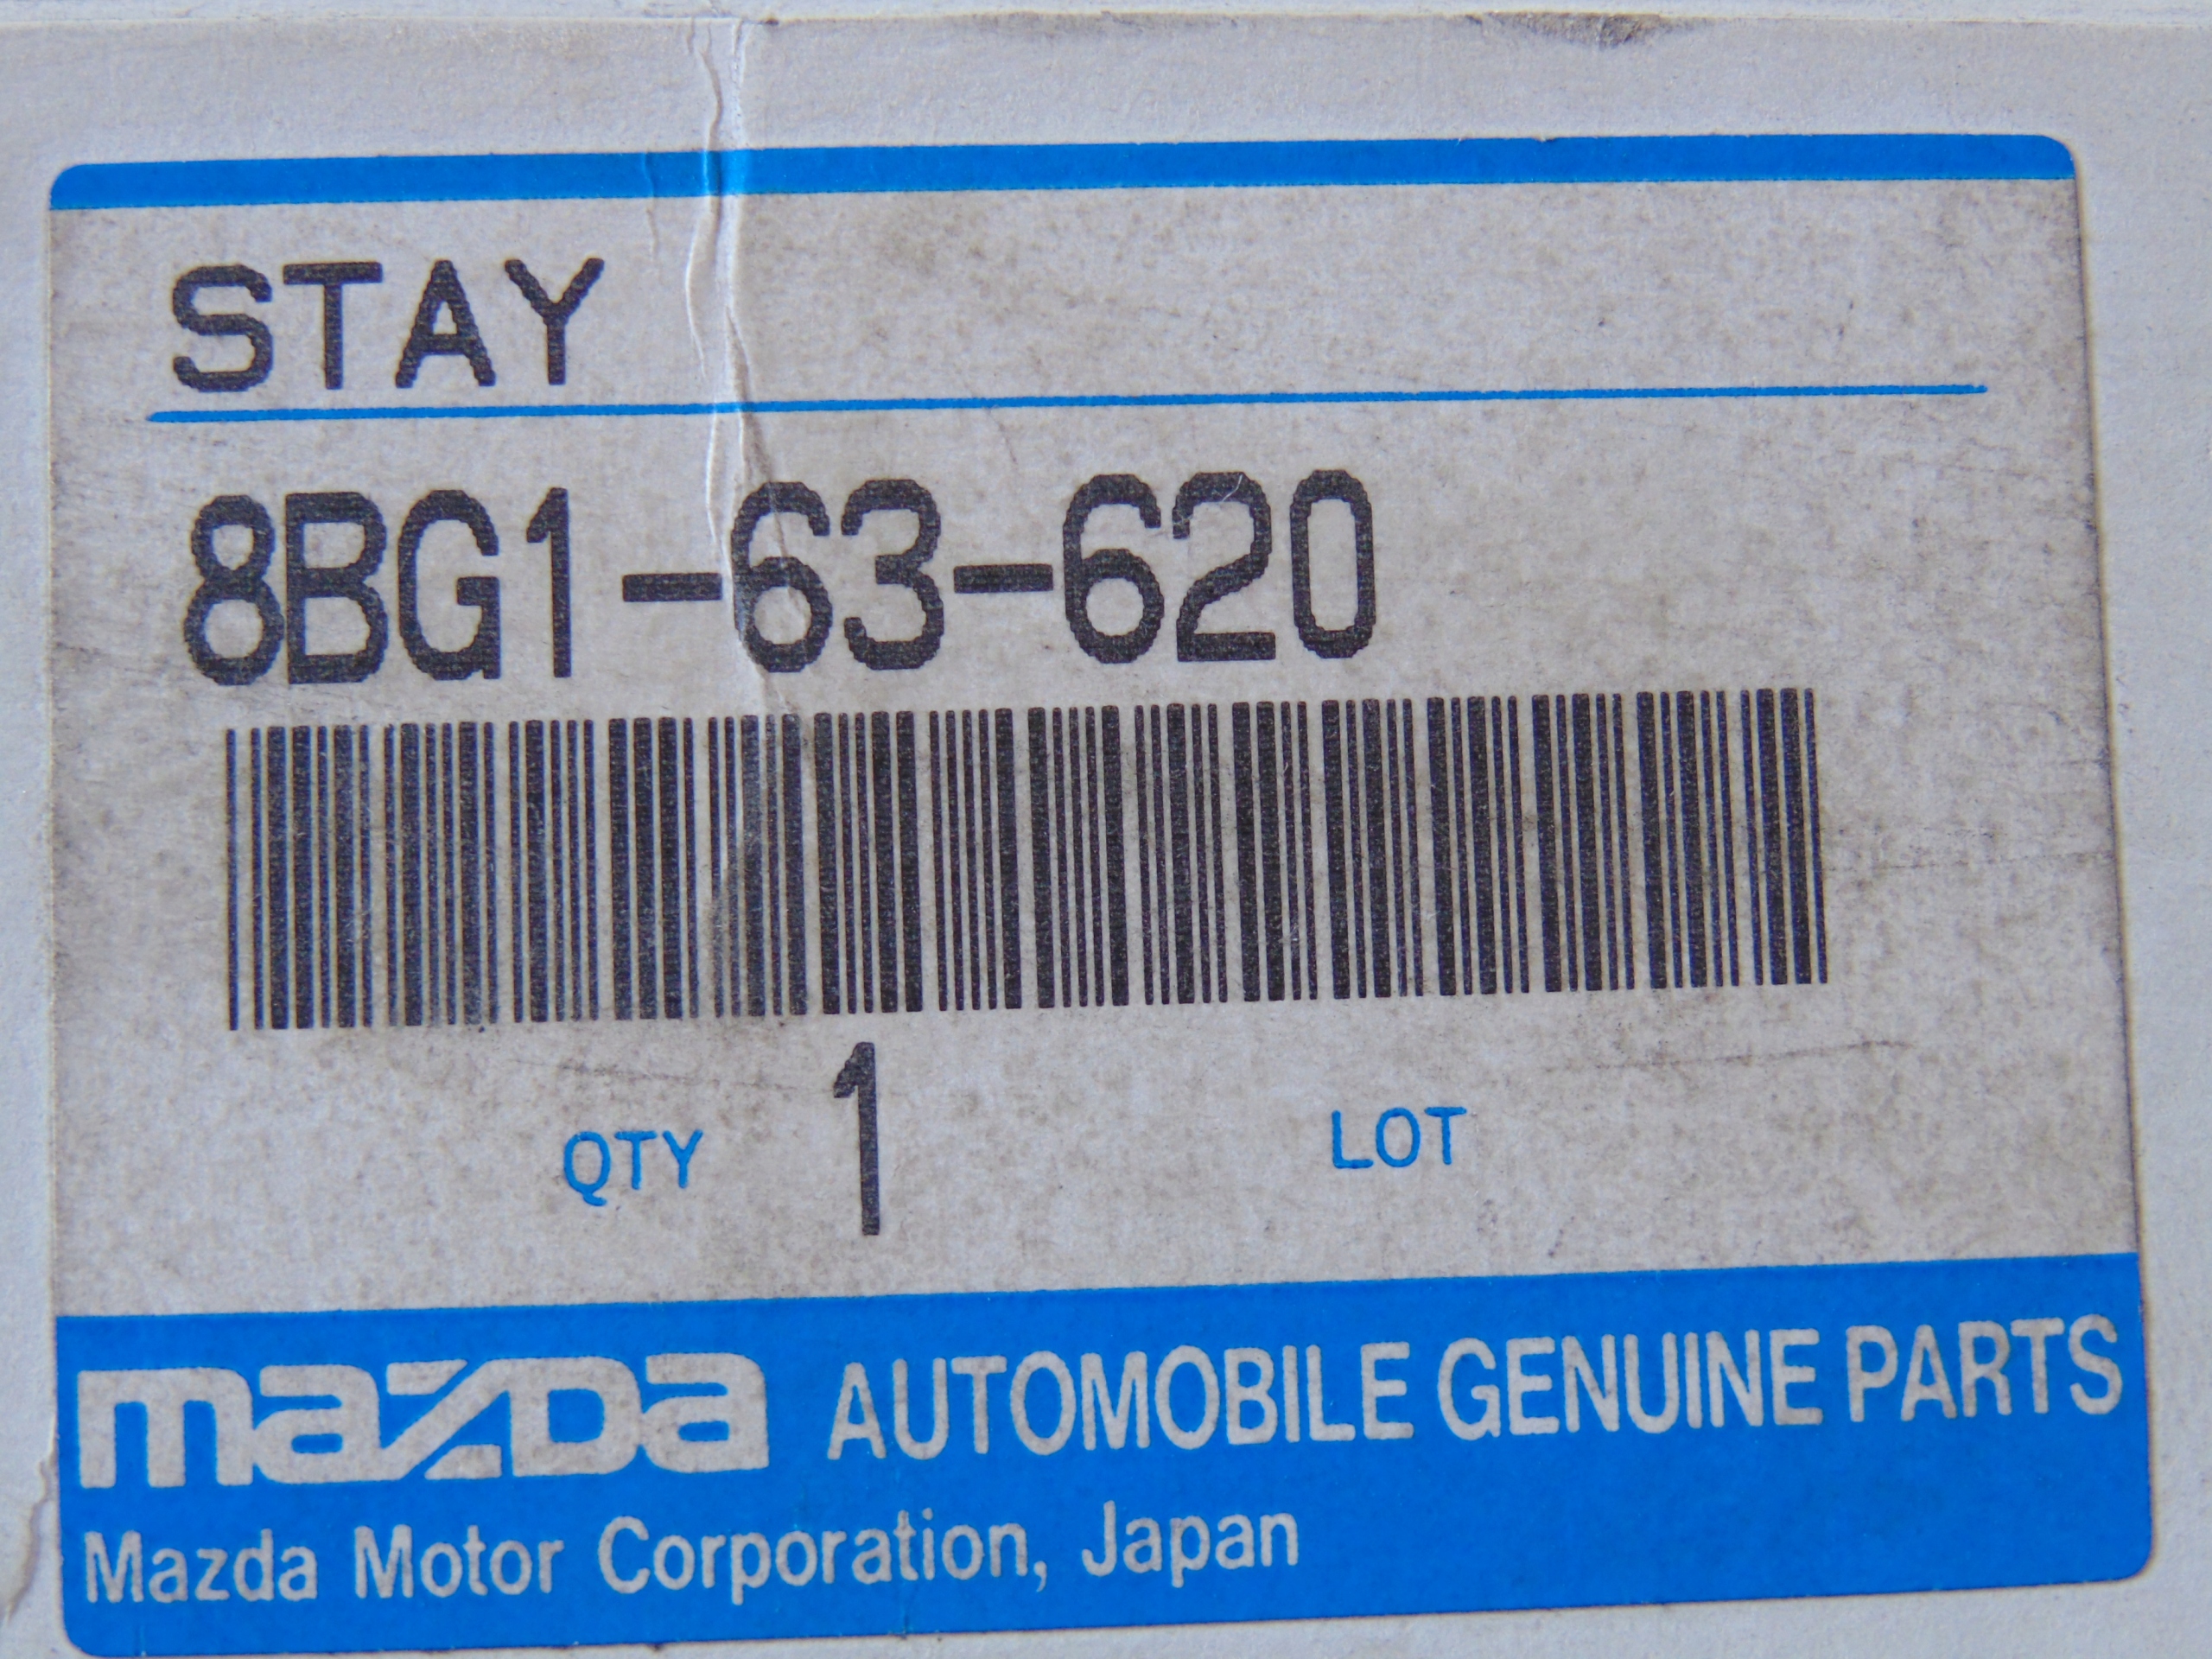 STAY
8BG1-63-620
QTY 1 LOT
mazda AUTOMOBILE GENUINE PARTS
Mazda Motor Corporation, Japan